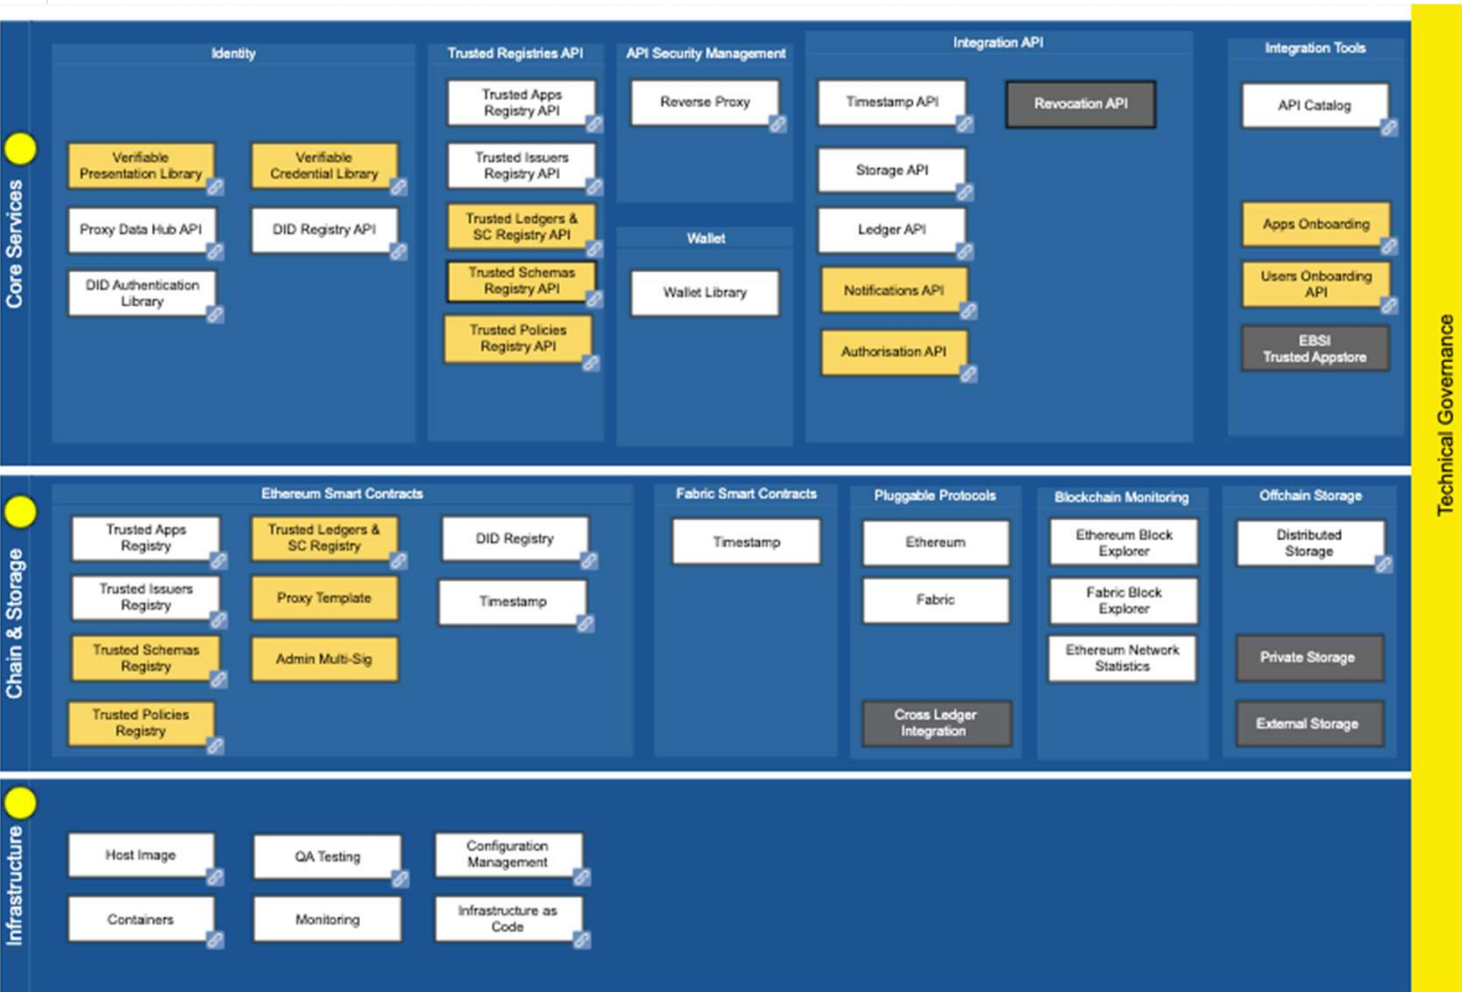 Core Services
Identity
Verifiable
Presentation Library
Verifiable
Credential Library
Proxy Data Hub API
DID Registry API
DID Authentication
Library
Trusted Registries API
Trusted Apps
Registry API
Trusted Issuers
Registry API
Trusted Ledgers &
SC Registry API
Trusted Schemas
Registry API
Trusted Policies
Registry API
API Security Management
Reverse Proxy
Wallet
Wallet Library
Integration API
Timestamp API
Revocation API
Storage API
Ledger API
Notifications API
Authorisation API
Integration Tools
API Catalog
Apps Onboarding
Users Onboarding
API
EBSI
Trusted Appstore
Chain & Storage
Ethereum Smart Contracts
Trusted Apps
Registry
Trusted Ledgers &
SC Registry
DID Registry
Trusted Issuers
Registry
Proxy Template
Timestamp
Trusted Schemas
Registry
Admin Multi-Sig
Trusted Policies
Registry
Fabric Smart Contracts
Timestamp
Pluggable Protocols
Ethereum
Fabric
Cross Ledger
Integration
Blockchain Monitoring
Ethereum Block
Explorer
Fabric Block
Explorer
Ethereum Network
Statistics
Offchain Storage
Distributed
Storage
Private Storage
External Storage
Infrastructure
Host Image
QA Testing
Configuration
Management
Containers
Monitoring
Infrastructure as
Code
Technical Governance